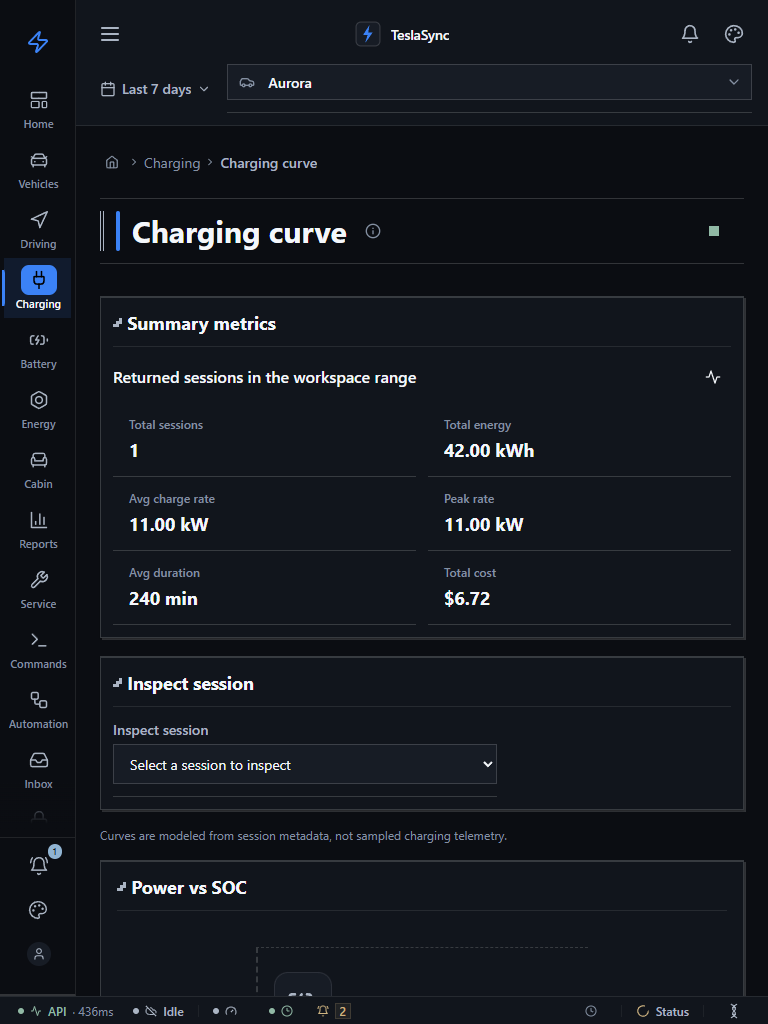 TeslaSync
Last 7 days
Aurora
Home
Vehicles
Driving
Charging
Battery
Energy
Cabin
Reports
Service
Commands
Automation
Inbox
1
Charging > Charging curve
Charging curve
Summary metrics
Returned sessions in the workspace range
Total sessions
1
Total energy
42.00 kWh
Avg charge rate
11.00 kW
Peak rate
11.00 kW
Avg duration
240 min
Total cost
$6.72
Inspect session
Inspect session
Select a session to inspect
Curves are modeled from session metadata, not sampled charging telemetry.
Power vs SOC
API · 436ms
Idle
2
Status